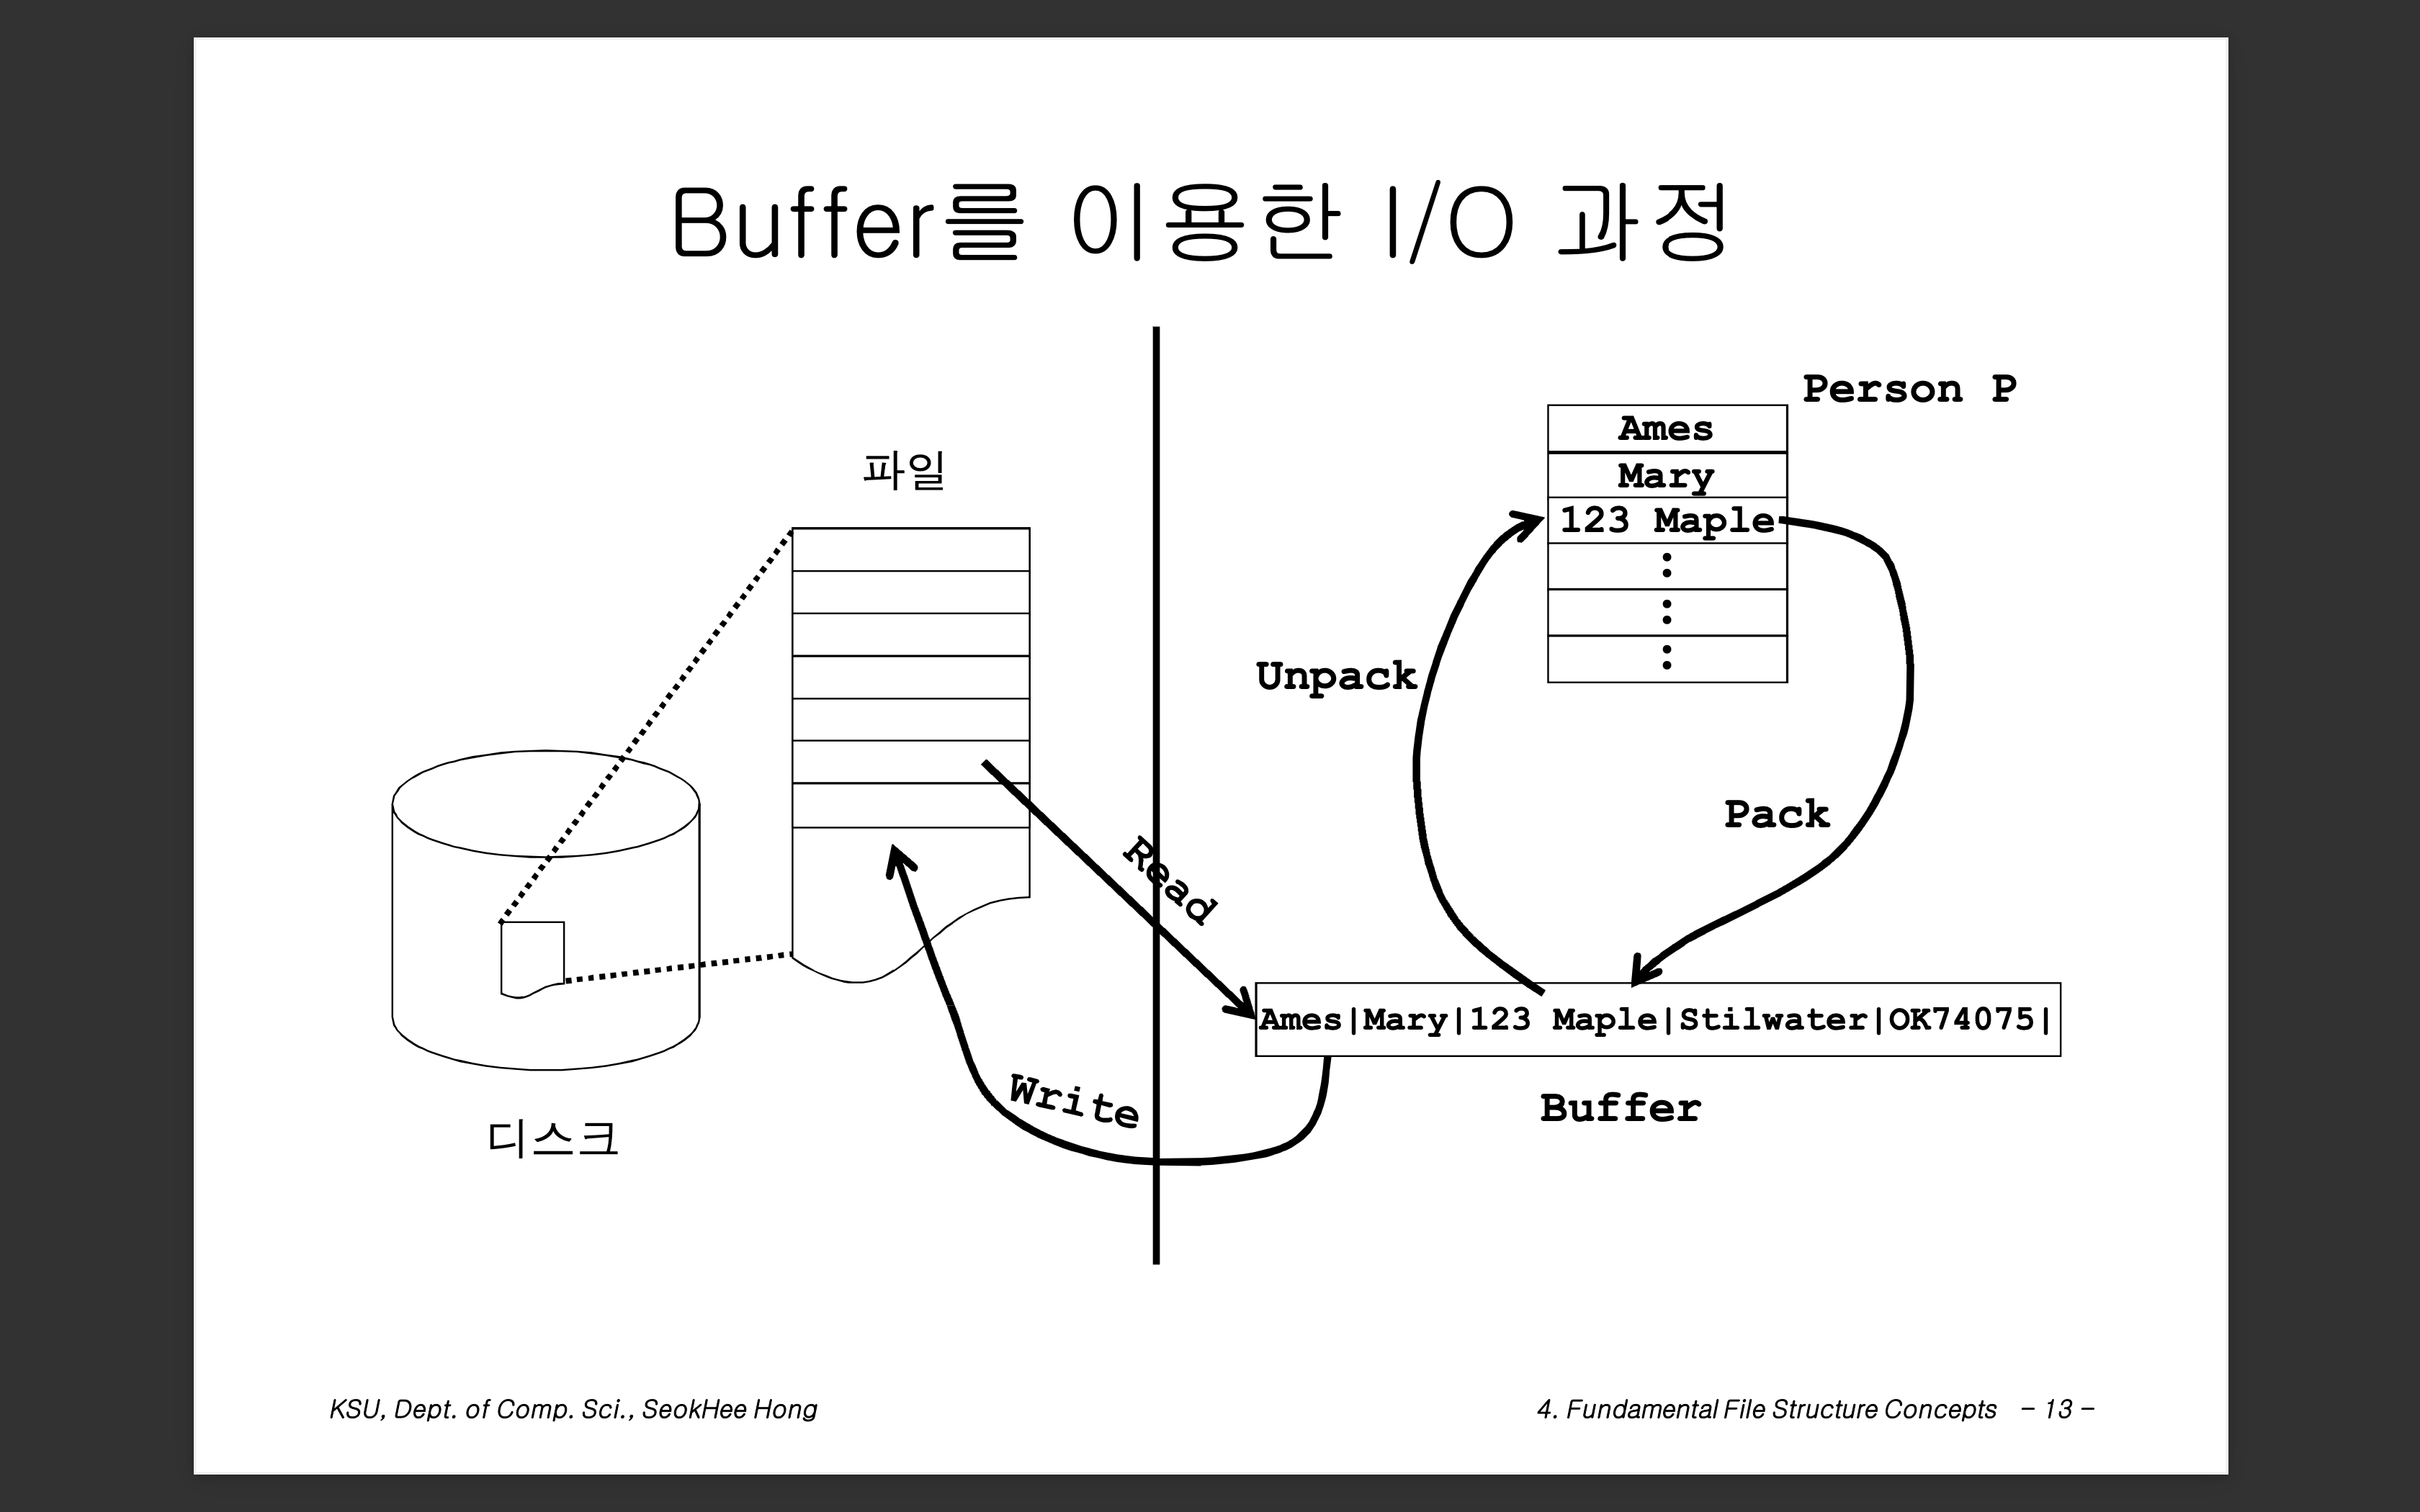 Buffer를 이용한 I/O 과정
Person P
Ames
Mary
123 Maple
파일
Unpack
Pack
Read
Ames|Mary|123 Maple|Stilwater|OK74075|
Write
Buffer
디스크
KSU, Dept. of Comp. Sci., SeokHee Hong
4. Fundamental File Structure Concepts - 13 -